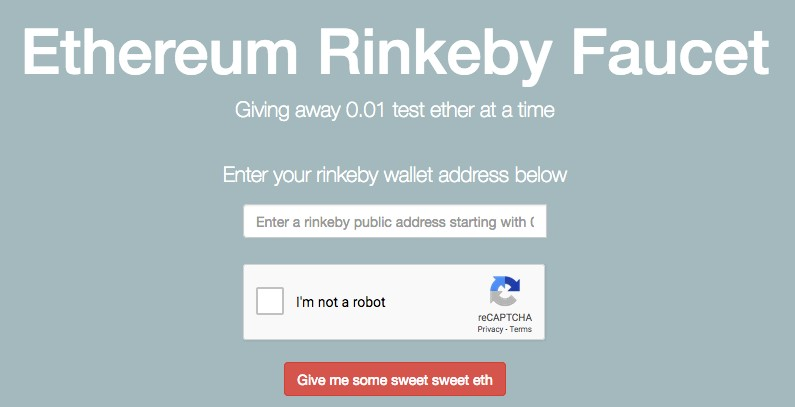 Ethereum Rinkeby Faucet
Giving away 0.01 test ether at a time
Enter your rinkeby wallet address below
Enter a rinkeby public address starting with
I'm not a robot
reCAPTCHA
Privacy - Terms
Give me some sweet sweet eth